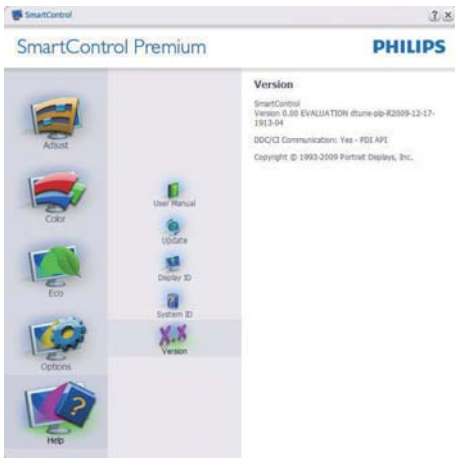 SmartControl
SmartControl Premium
PHILIPS
Adjust
Color
Eco
Options
Help
User Manual
Update
Display ID
System ID
Version
Version
SmartControl
Version 0.00 EVALUATION dtune-plp-R2009-12-17-
1913-04
DDC/CI Communication: Yes - PDI API
Copyright © 1993-2009 Portrait Displays, Inc.